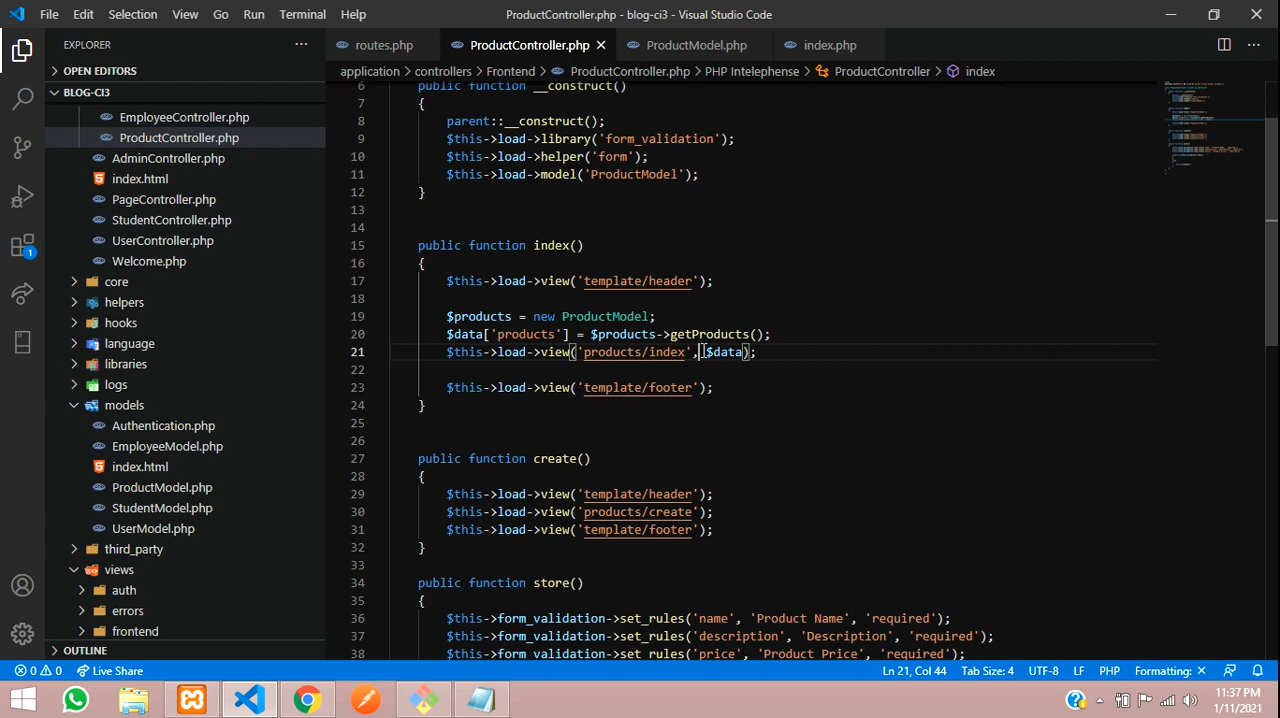 File Edit Selection View Go Run Terminal Help ProductController.php - blog-ci3 - Visual Studio Code
EXPLORER
OPEN EDITORS
BLOG-CI3
EmployeeController.php
ProductController.php
AdminController.php
index.html
PageController.php
StudentController.php
UserController.php
Welcome.php
core
helpers
hooks
language
libraries
logs
models
Authentication.php
EmployeeModel.php
index.html
ProductModel.php
StudentModel.php
UserModel.php
third_party
views
auth
errors
frontend
OUTLINE
1
routes.php ProductController.php ProductModel.php index.php
application > controllers > Frontend > ProductController.php > PHP Intelephense > ProductController > index
6 public function __construct()
7 {
8 parent::__construct();
9 $this->load->library('form_validation');
10 $this->load->helper('form');
11 $this->load->model('ProductModel');
12 }
13
14
15 public function index()
16 {
17 $this->load->view('template/header');
18
19 $products = new ProductModel;
20 $data['products'] = $products->getProducts();
21 $this->load->view('products/index', $data);
22
23 $this->load->view('template/footer');
24 }
25
26
27 public function create()
28 {
29 $this->load->view('template/header');
30 $this->load->view('products/create');
31 $this->load->view('template/footer');
32 }
33
34 public function store()
35 {
36 $this->form_validation->set_rules('name', 'Product Name', 'required');
37 $this->form_validation->set_rules('description', 'Description', 'required');
38 $this->form_validation->set_rules('price', 'Product Price', 'required');
0 0 Live Share Ln 21, Col 44 Tab Size: 4 UTF-8 LF PHP Formatting: ×
11:37 PM
1/11/2021